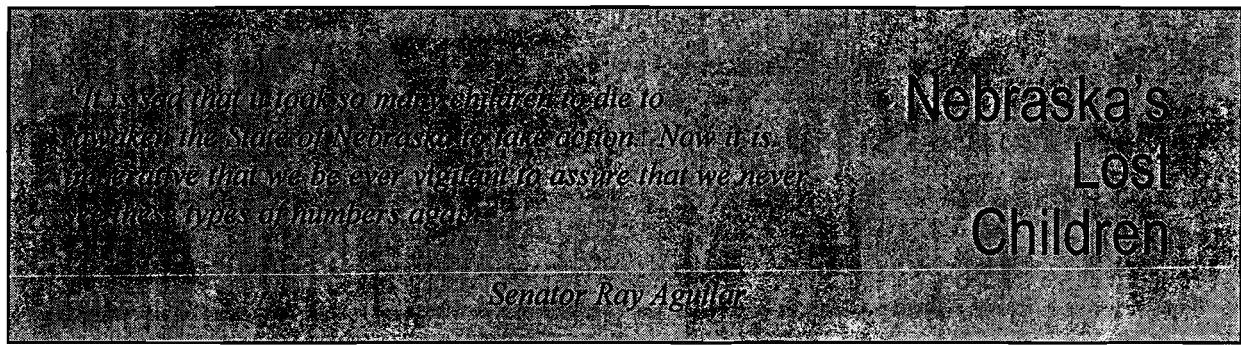 "It is sad that it took so many children to die to
awaken the State of Nebraska to take action. Now it is
imperative that we be ever vigilant to assure that we never
see these types of numbers again."
Senator Ray Aguilar
Nebraska's
Lost
Children